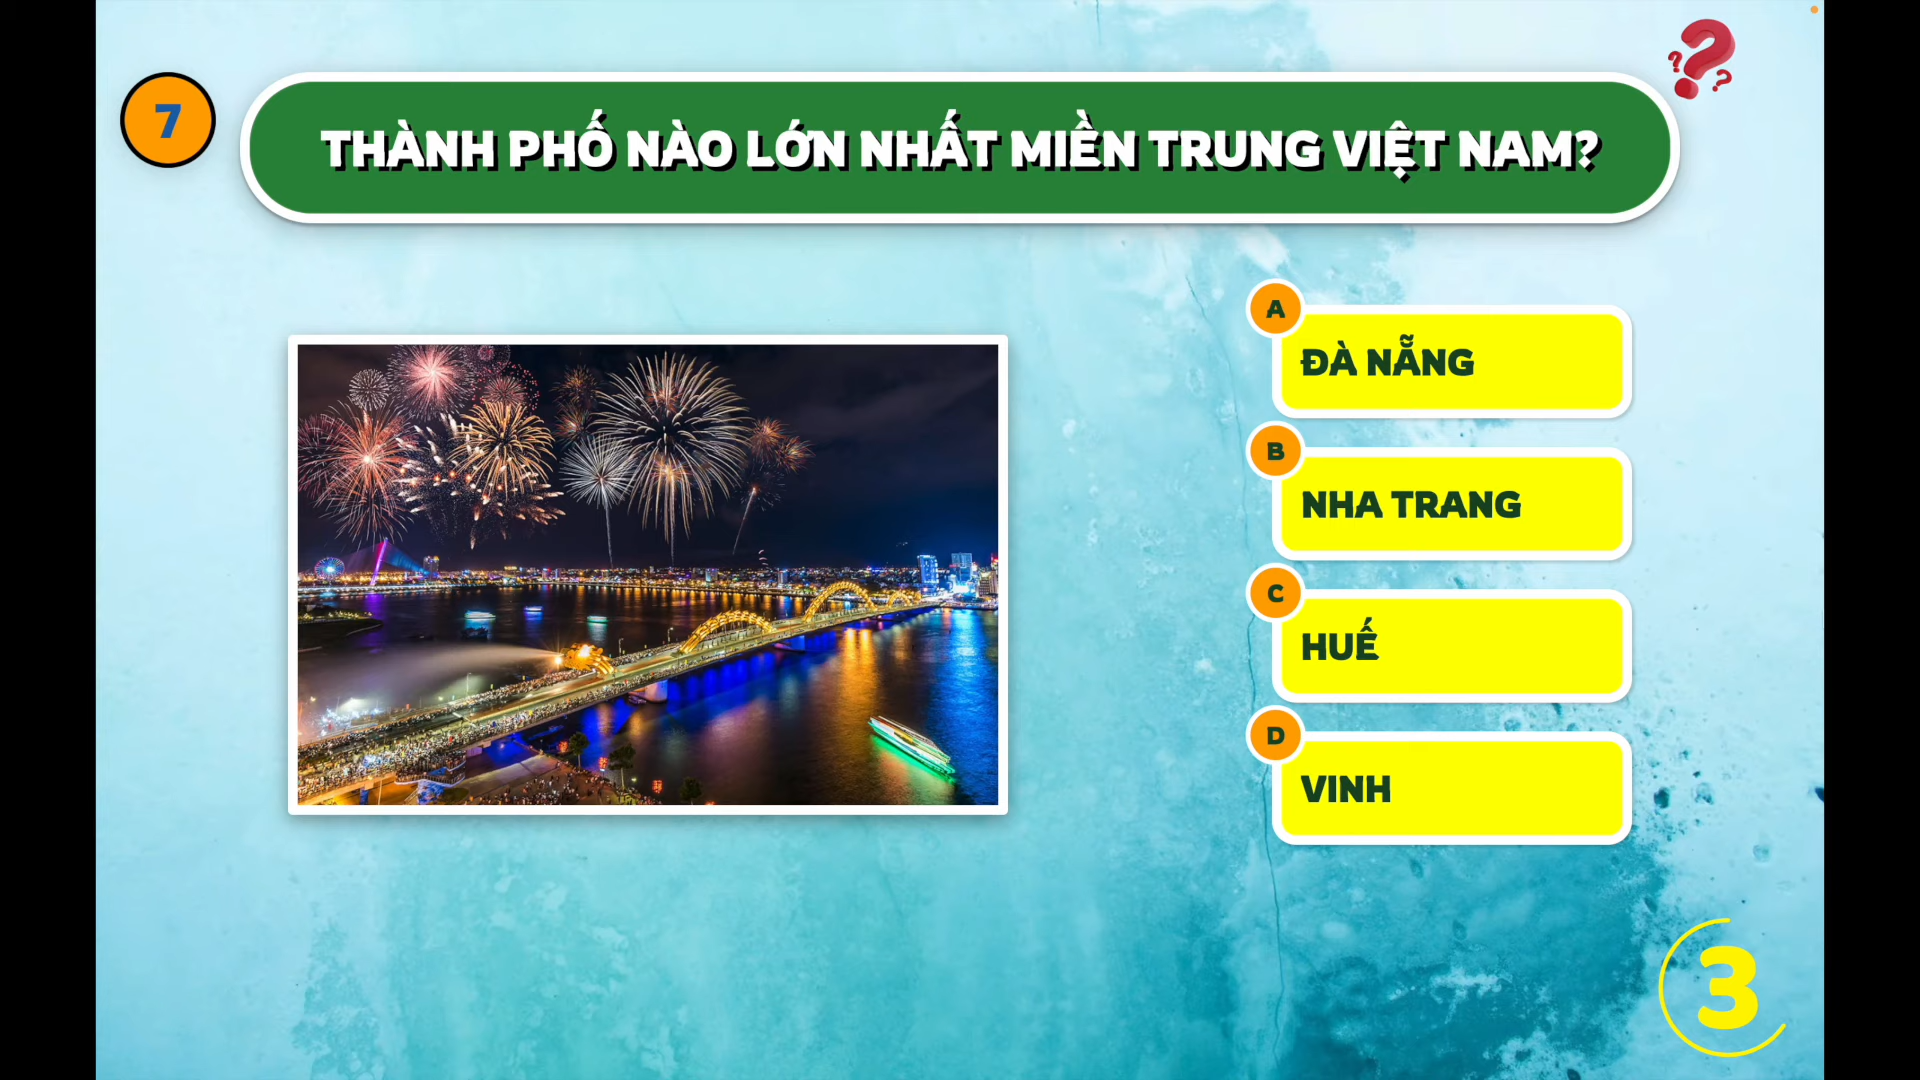 7
THÀNH PHỐ NÀO LỚN NHẤT MIỀN TRUNG VIỆT NAM?
A
ĐÀ NẴNG
B
NHA TRANG
C
HUẾ
D
VINH
3